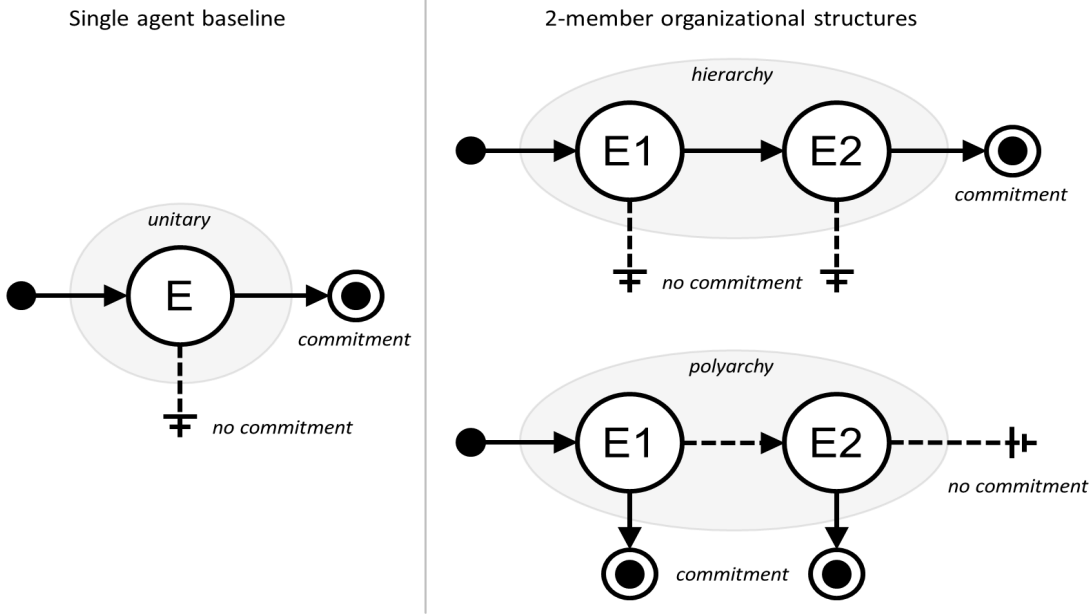 Single agent baseline
unitary
E
commitment
no commitment
2-member organizational structures
hierarchy
E1
E2
commitment
no commitment
polyarchy
E1
E2
no commitment
commitment